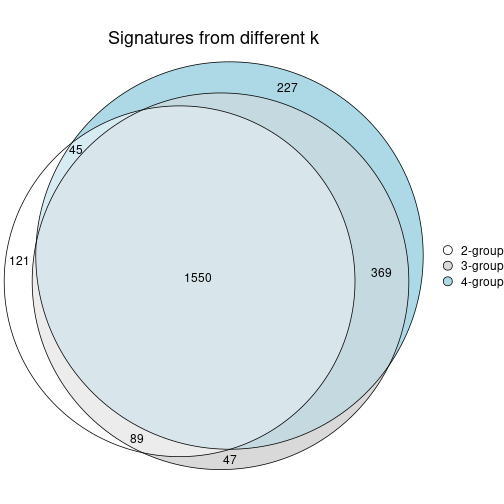 Signatures from different k
227
45
121
1550
369
89
47
2-group
3-group
4-group